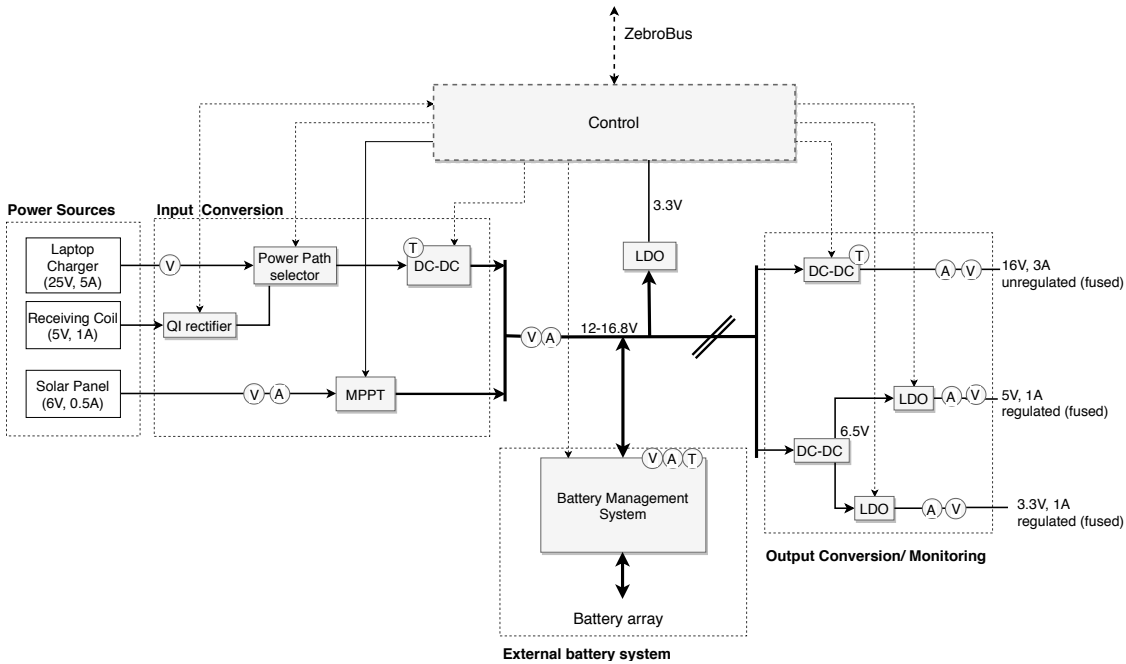 ZebroBus
Control
3.3V
Power Sources
Input Conversion
Laptop
Charger
(25V, 5A)
V
Power Path
selector
T
DC-DC
Receiving Coil
(5V, 1A)
QI rectifier
Solar Panel
(6V, 0.5A)
V
A
MPPT
V
A
12-16.8V
LDO
DC-DC
T
A
V
16V, 3A
unregulated (fused)
LDO
A
V
5V, 1A
regulated (fused)
6.5V
DC-DC
LDO
A
V
3.3V, 1A
regulated (fused)
Output Conversion/ Monitoring
V
A
T
Battery Management
System
Battery array
External battery system